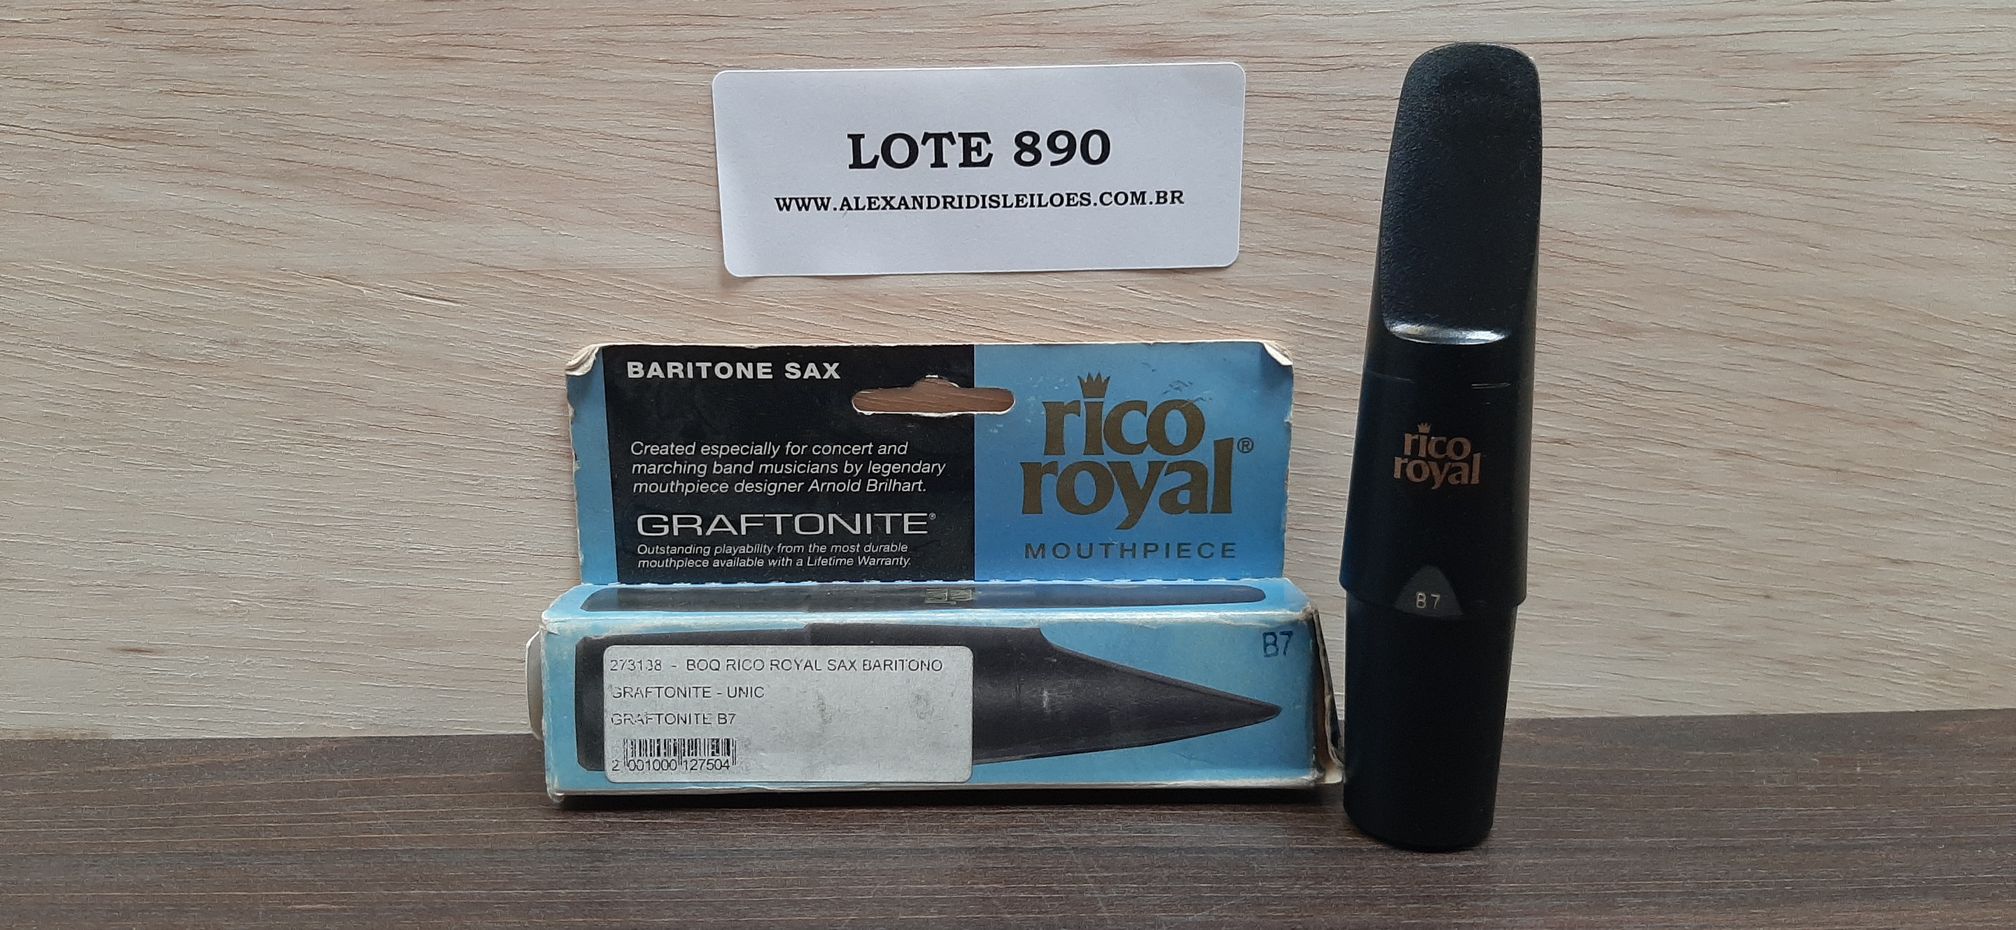 LOTE 890
WWW.ALEXANDRIDISLEILOES.COM.BR
BARITONE SAX
Created especially for concert and
marching band musicians by legendary
mouthpiece designer Arnold Brilhart.
GRAFTONITE®
Outstanding playability from the most durable
mouthpiece available with a Lifetime Warranty.
rico
royal®
MOUTHPIECE
B7
273138 - BOQ RICO ROYAL SAX BARITONO
GRAFTONITE - UNIC
GRAFTONITE B7
2 001000 127504
rico
royal
B7